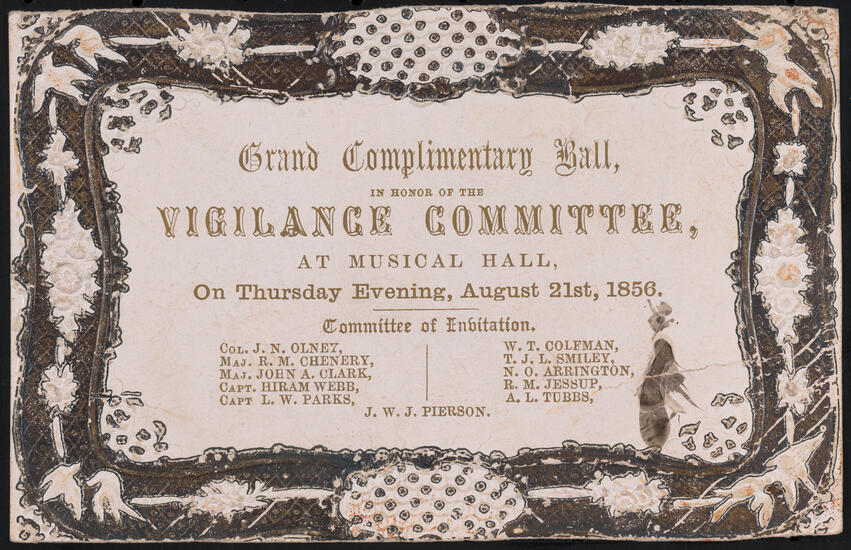 Grand Complimentary Ball,
IN HONOR OF THE
VIGILANCE COMMITTEE,
AT MUSICAL HALL,
On Thursday Evening, August 21st, 1856.
Committee of Invitation.
COL. J. N. OLNEY,
MAJ. R. M. CHENERY,
MAJ. JOHN A. CLARK,
CAPT. HIRAM WEBB,
CAPT L. W. PARKS,
W. T. COLFMAN,
T. J. L. SMILEY,
N. O. ARRINGTON,
R. M. JESSUP,
A. L. TUBBS,
J. W. J. PIERSON.